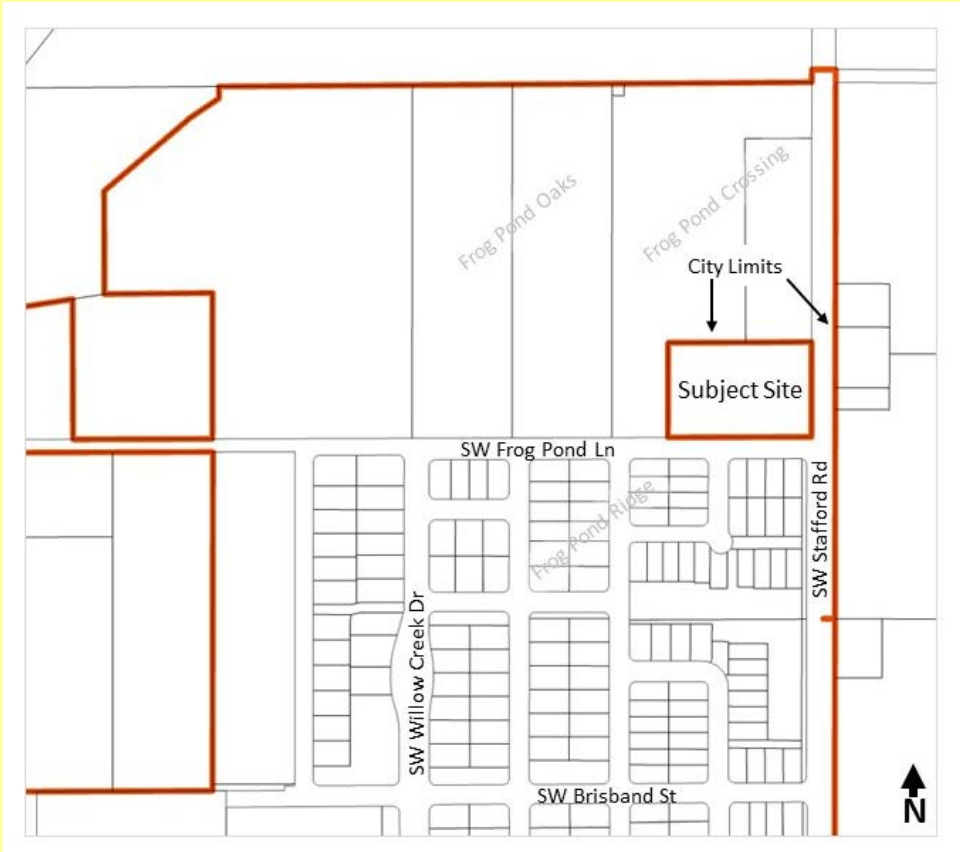 Frog Pond Oaks
Frog Pond Crossing
City Limits
Subject Site
SW Frog Pond Ln
Frog Pond Ridge
SW Stafford Rd
SW Willow Creek Dr
SW Brisband St
N